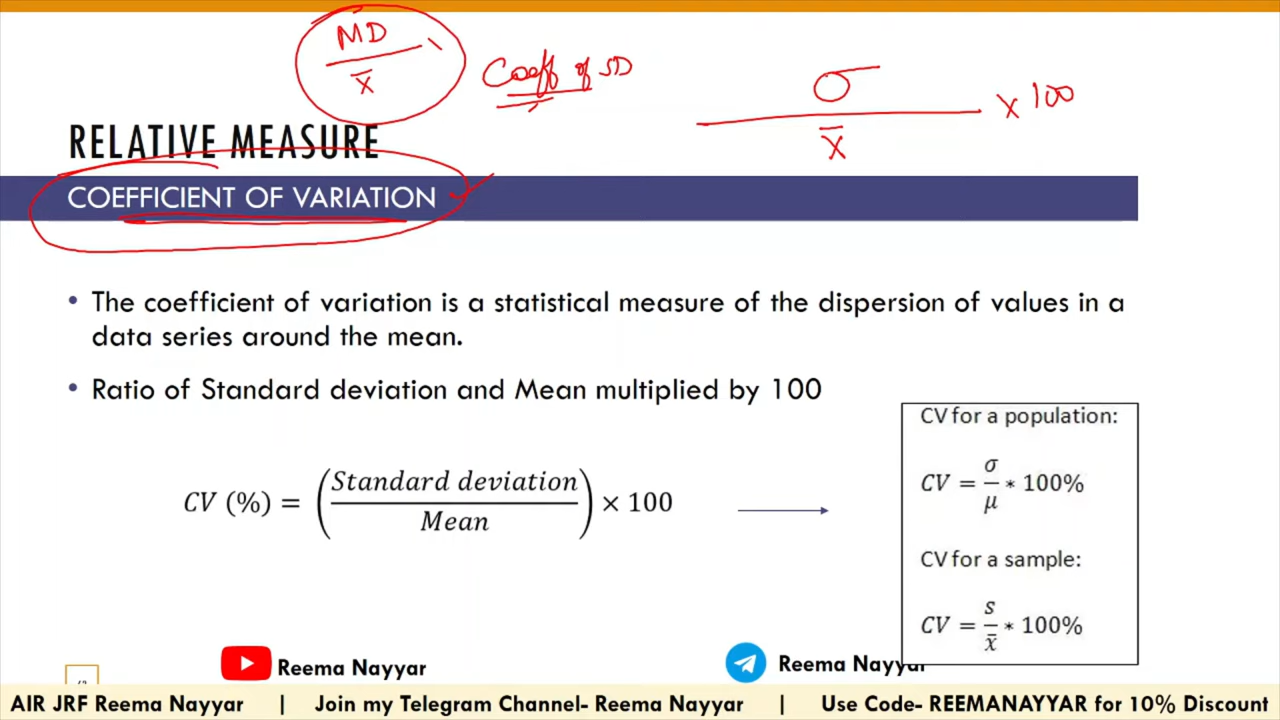 MD
x̄
Coeff of SD
σ
x̄
× 100
RELATIVE MEASURE
COEFFICIENT OF VARIATION
• The coefficient of variation is a statistical measure of the dispersion of values in a
data series around the mean.
• Ratio of Standard deviation and Mean multiplied by 100
CV (%) = (Standard deviation / Mean) × 100
CV for a population:
CV = σ/μ * 100%
CV for a sample:
CV = s/x̄ * 100%
Reema Nayyar
Reema Nayyar
AIR JRF Reema Nayyar | Join my Telegram Channel- Reema Nayyar | Use Code- REEMANAYYAR for 10% Discount